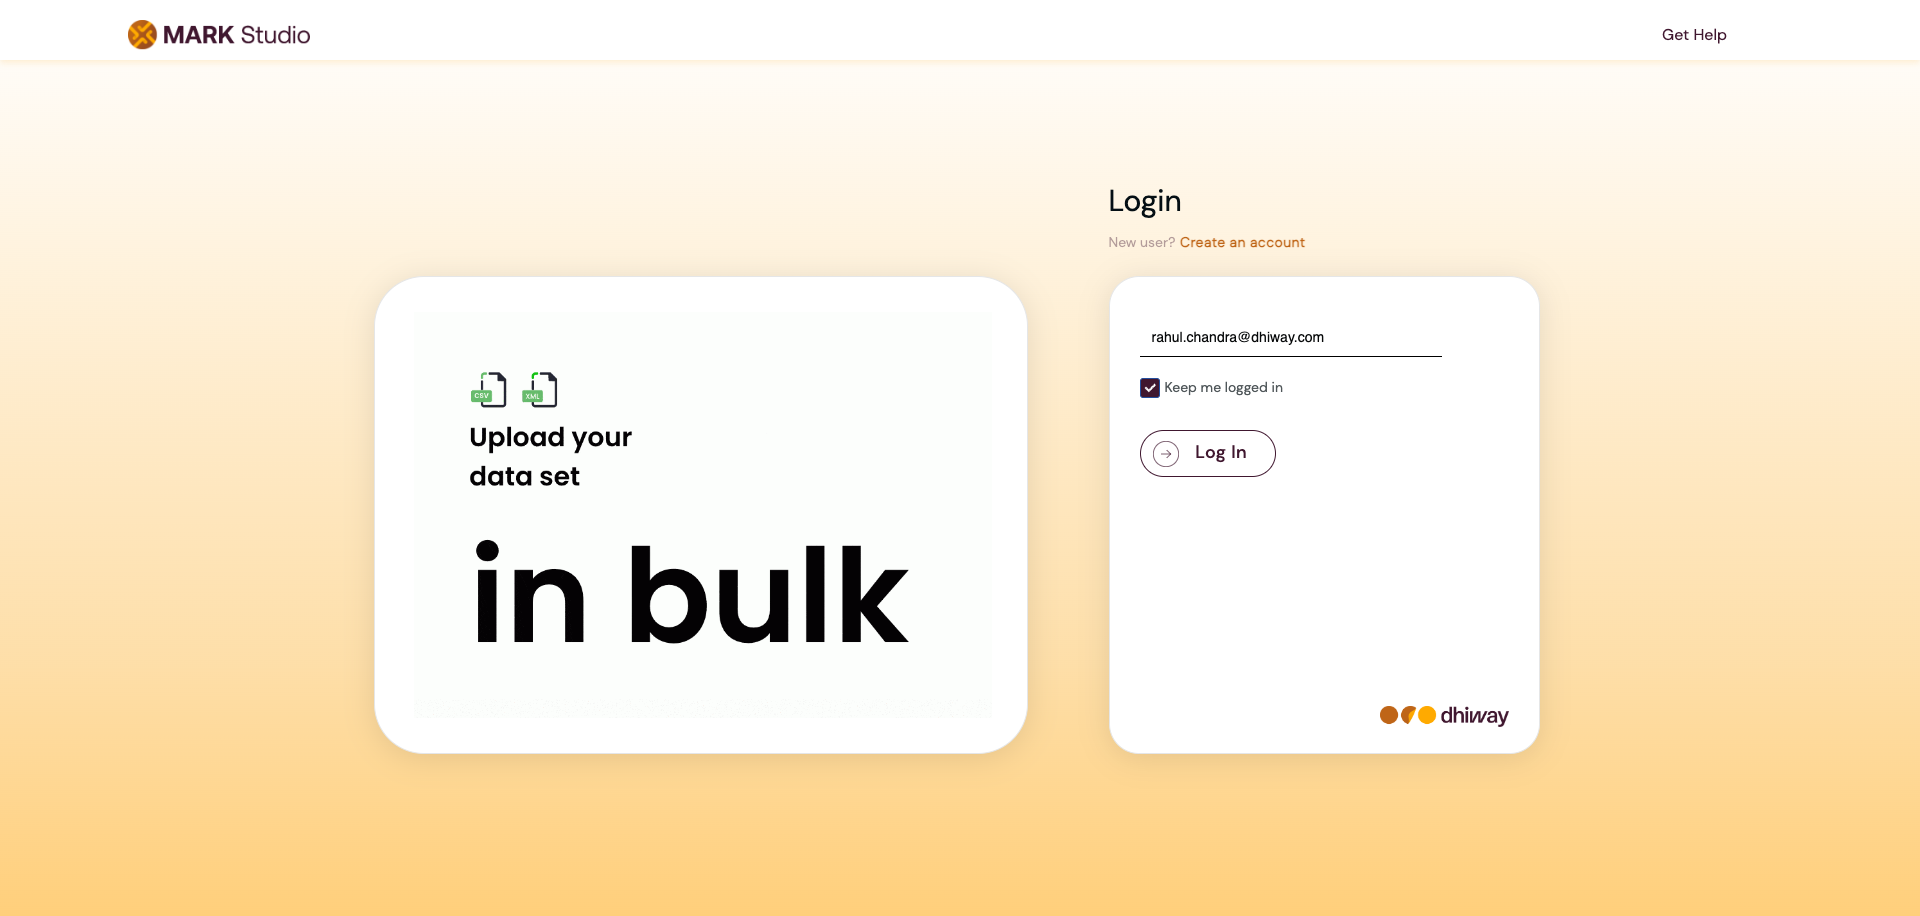 MARK Studio
Get Help
Login
New user? Create an account
CSV XML
Upload your
data set
in bulk
rahul.chandra@dhiway.com
Keep me logged in
Log In
dhiway